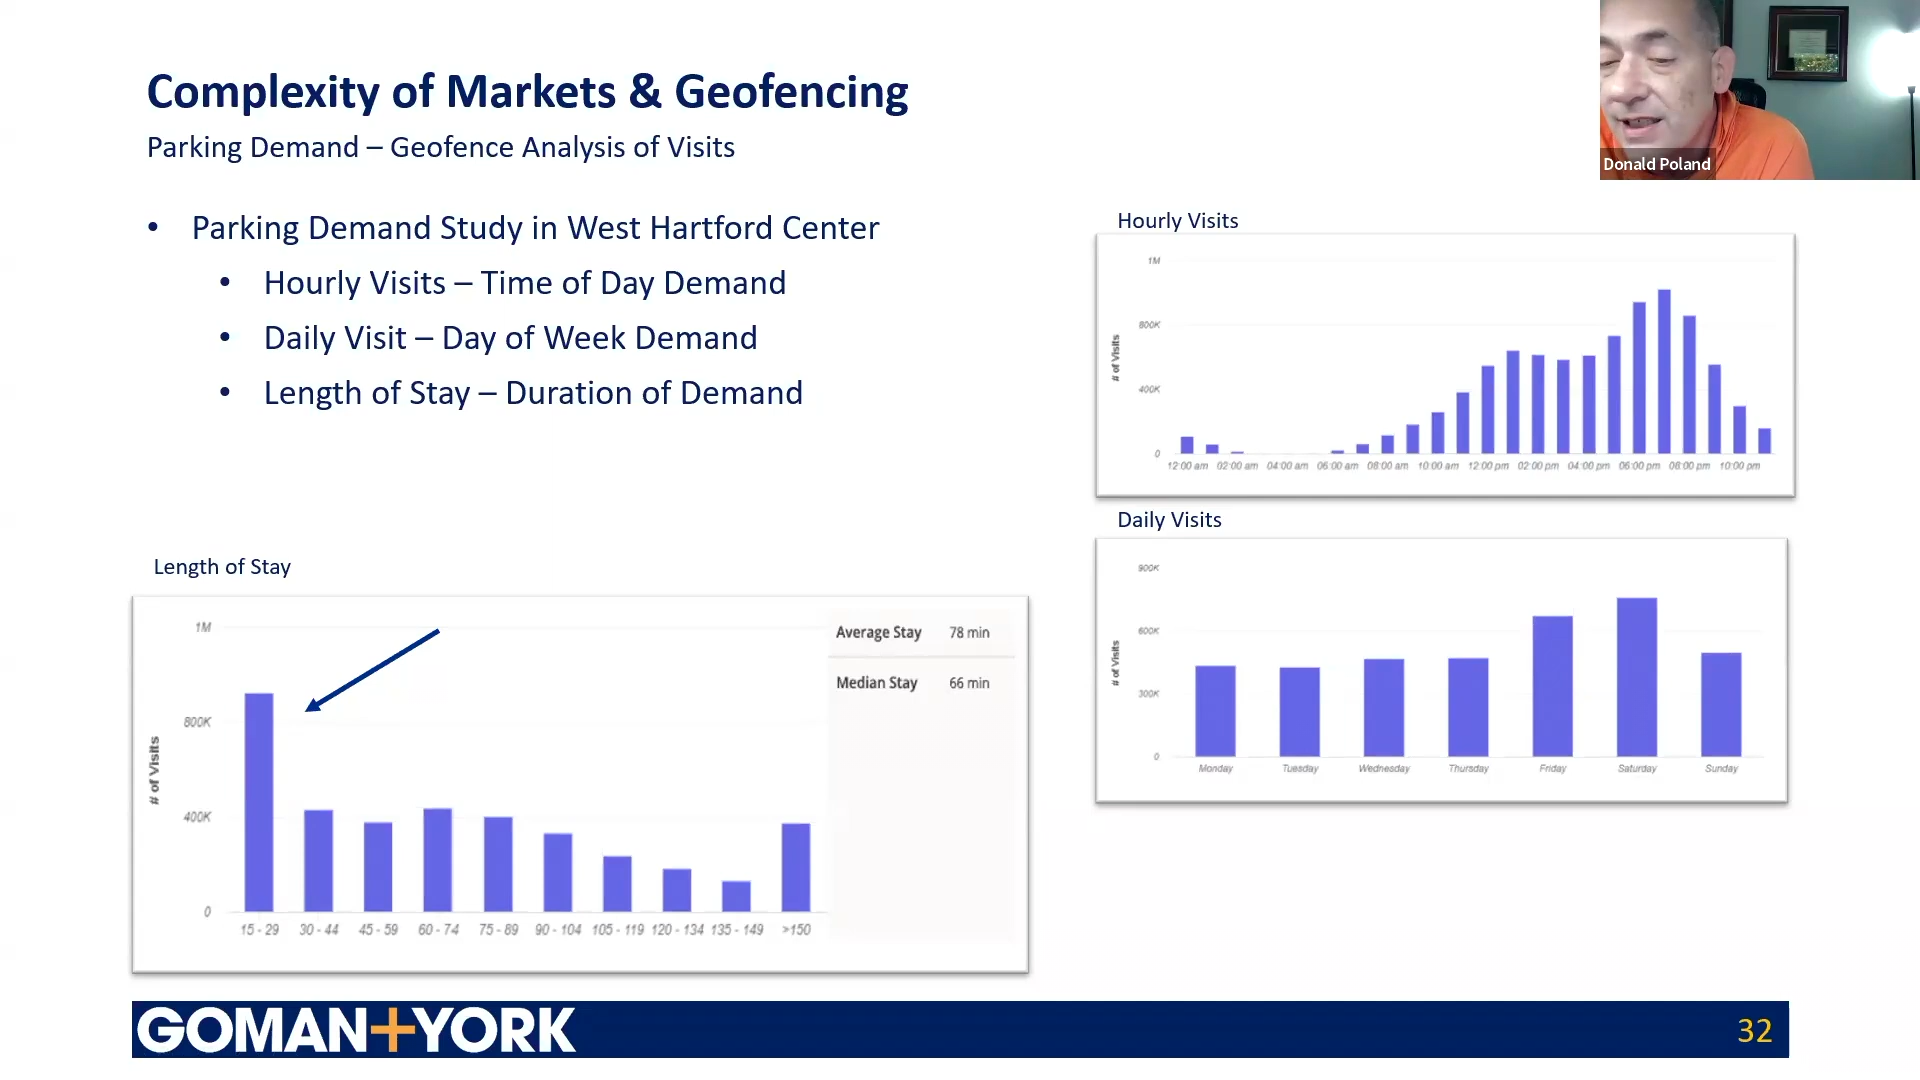 Complexity of Markets & Geofencing
Parking Demand – Geofence Analysis of Visits
Donald Poland
• Parking Demand Study in West Hartford Center
• Hourly Visits – Time of Day Demand
• Daily Visit – Day of Week Demand
• Length of Stay – Duration of Demand
Hourly Visits
1M
800K
400K
0
# of Visits
12:00 am 02:00 am 04:00 am 06:00 am 08:00 am 10:00 am 12:00 pm 02:00 pm 04:00 pm 06:00 pm 08:00 pm 10:00 pm
Daily Visits
900K
600K
300K
0
# of Visits
Monday Tuesday Wednesday Thursday Friday Saturday Sunday
Length of Stay
1M
800K
400K
0
# of Visits
15 - 29 30 - 44 45 - 59 60 - 74 75 - 89 90 - 104 105 - 119 120 - 134 135 - 149 >150
Average Stay 78 min
Median Stay 66 min
GOMAN+YORK
32